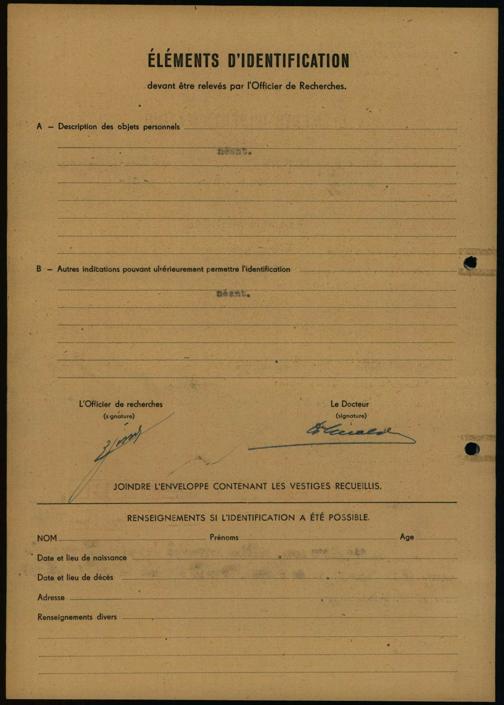 ÉLÉMENTS D'IDENTIFICATION
devant être relevés par l'Officier de Recherches.
A — Description des objets personnels
néant.
B — Autres indications pouvant ultérieurement permettre l'identification
néant.
L'Officier de recherches
(signature)
Le Docteur
(signature)
JOINDRE L'ENVELOPPE CONTENANT LES VESTIGES RECUEILLIS.
RENSEIGNEMENTS SI L'IDENTIFICATION A ÉTÉ POSSIBLE.
NOM Prénoms Age
Date et lieu de naissance
Date et lieu de décès
Adresse
Renseignements divers